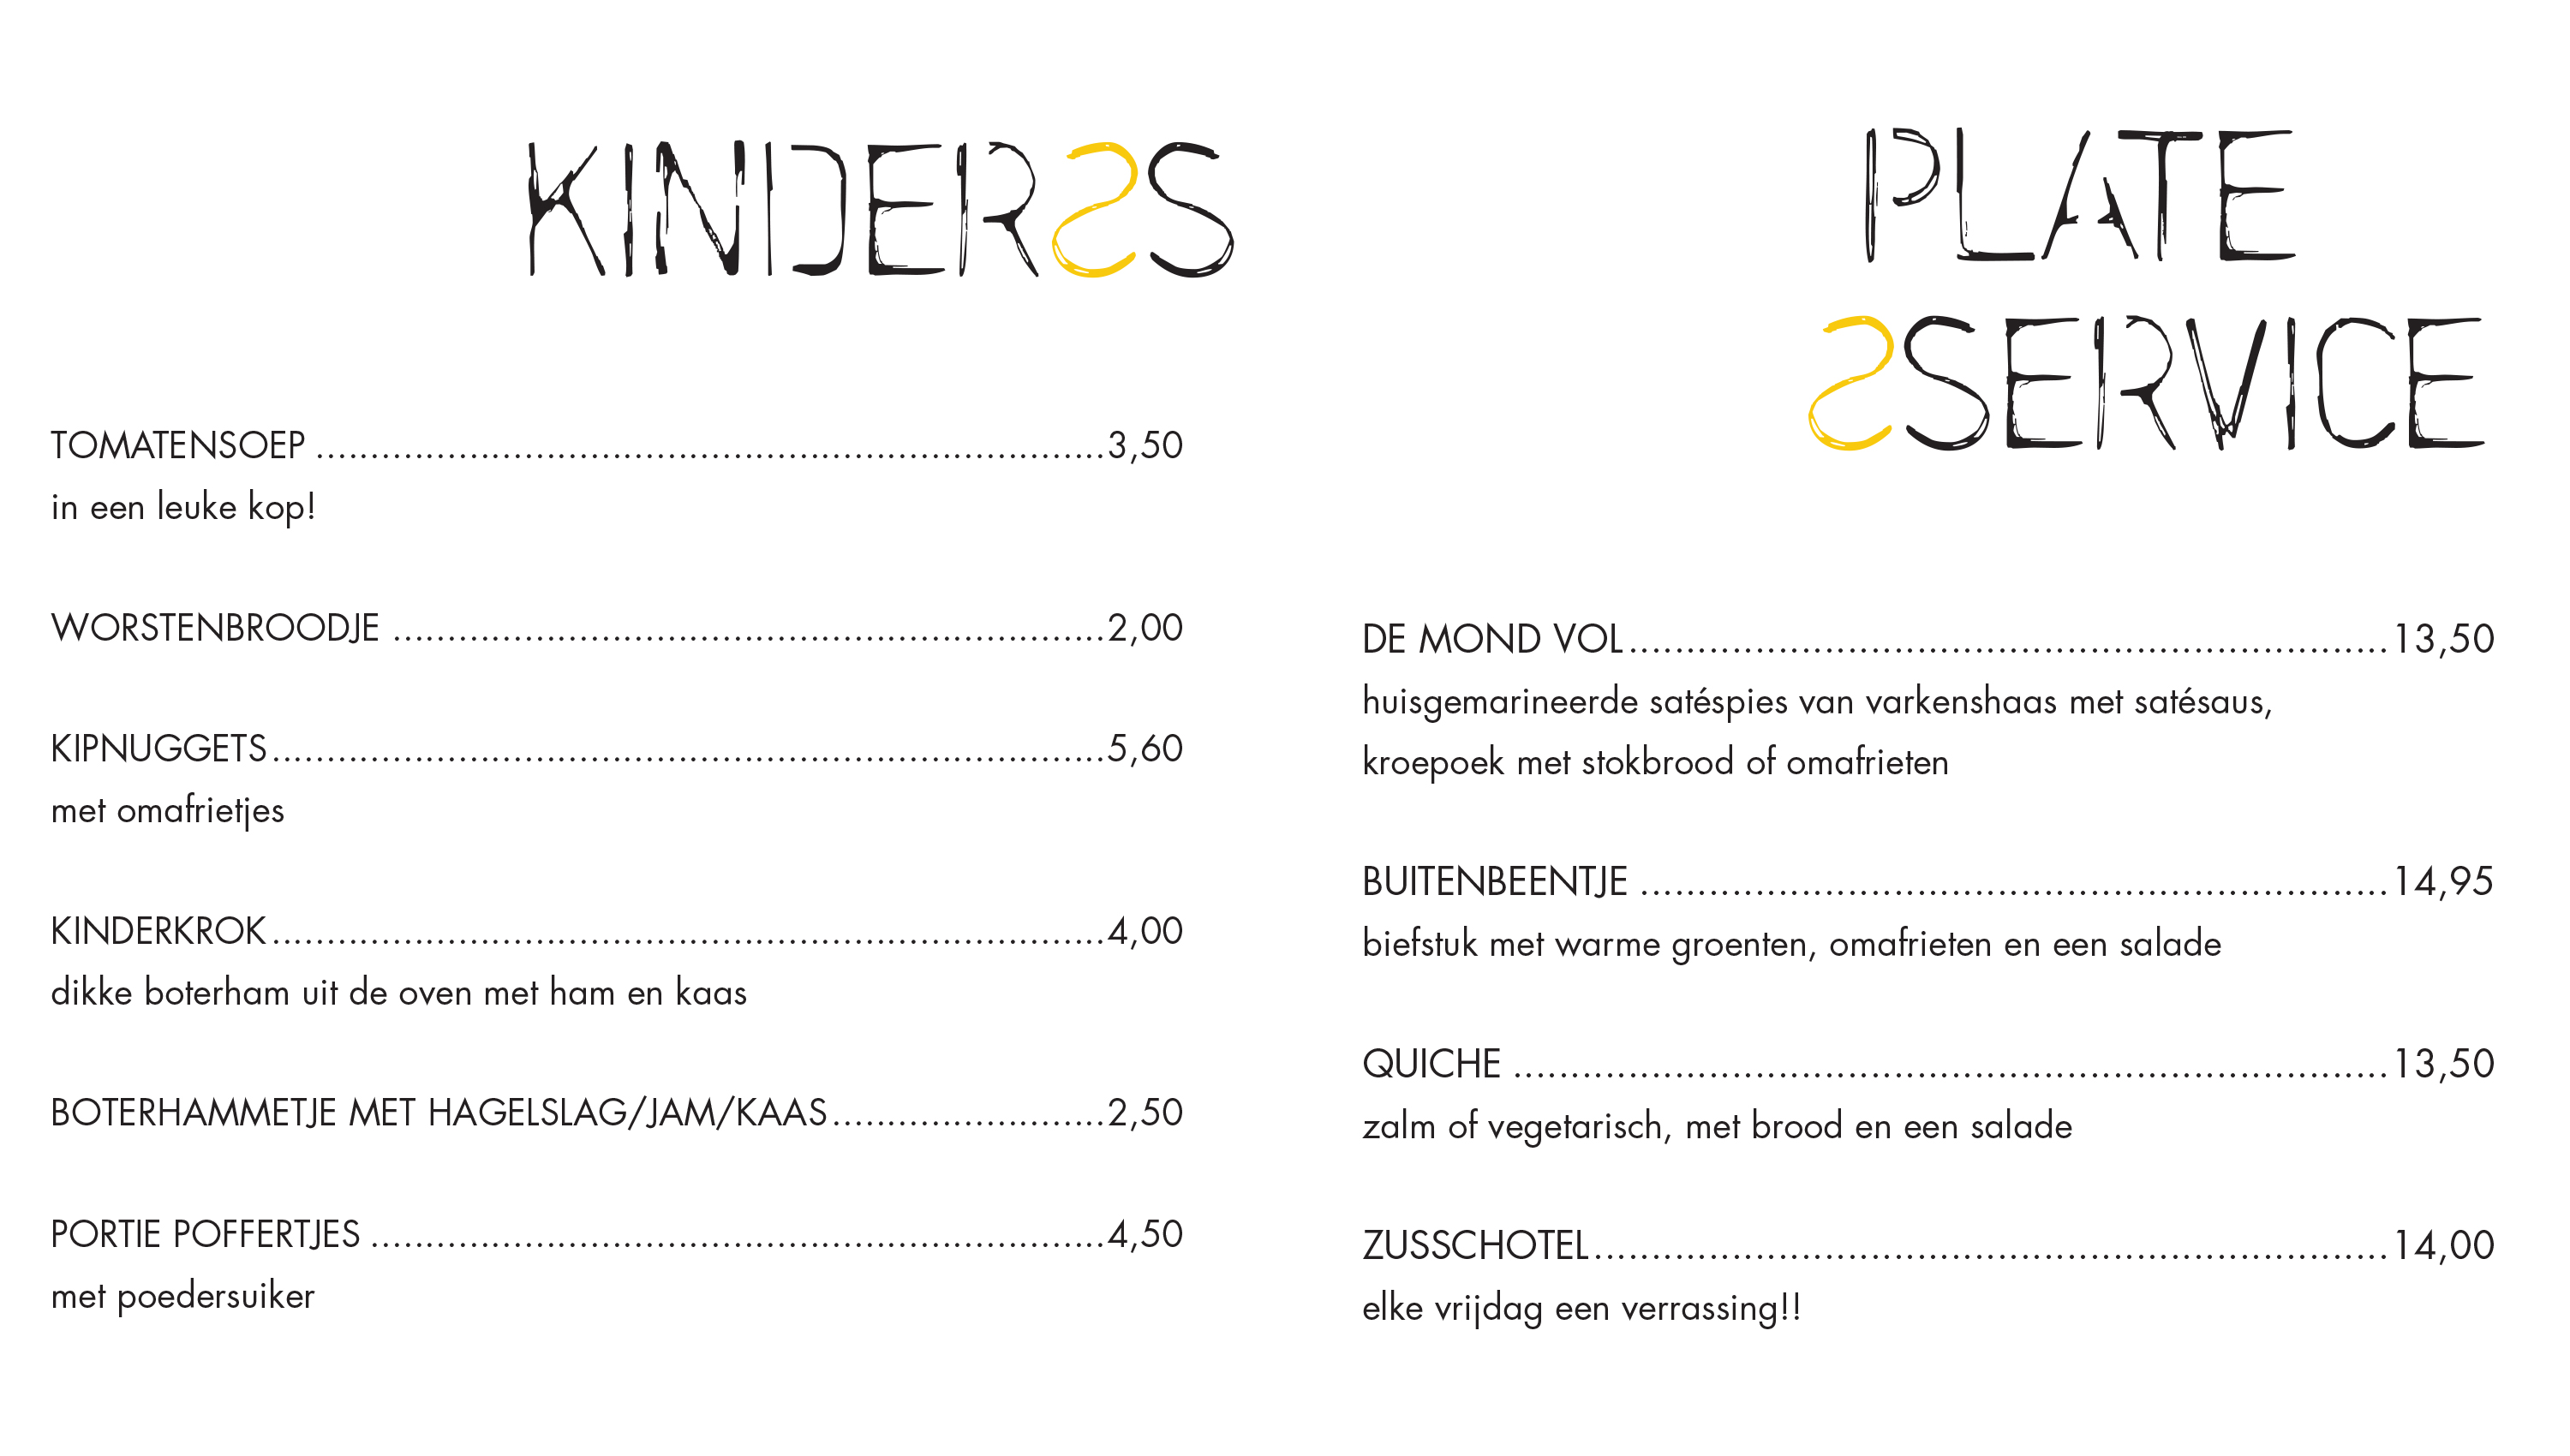 KINDERSS
TOMATENSOEP ........................................................................3,50
in een leuke kop!
WORSTENBROODJE .................................................................2,00
KIPNUGGETS............................................................................5,60
met omafrietjes
KINDERKROK............................................................................4,00
dikke boterham uit de oven met ham en kaas
BOTERHAMMETJE MET HAGELSLAG/JAM/KAAS.........................2,50
PORTIE POFFERTJES ...................................................................4,50
met poedersuiker
PLATE
SSERVICE
DE MOND VOL....................................................................13,50
huisgemarineerde satéspies van varkenshaas met satésaus,
kroepoek met stokbrood of omafrieten
BUITENBEENTJE ...................................................................14,95
biefstuk met warme groenten, omafrieten en een salade
QUICHE ..............................................................................13,50
zalm of vegetarisch, met brood en een salade
ZUSSCHOTEL.......................................................................14,00
elke vrijdag een verrassing!!